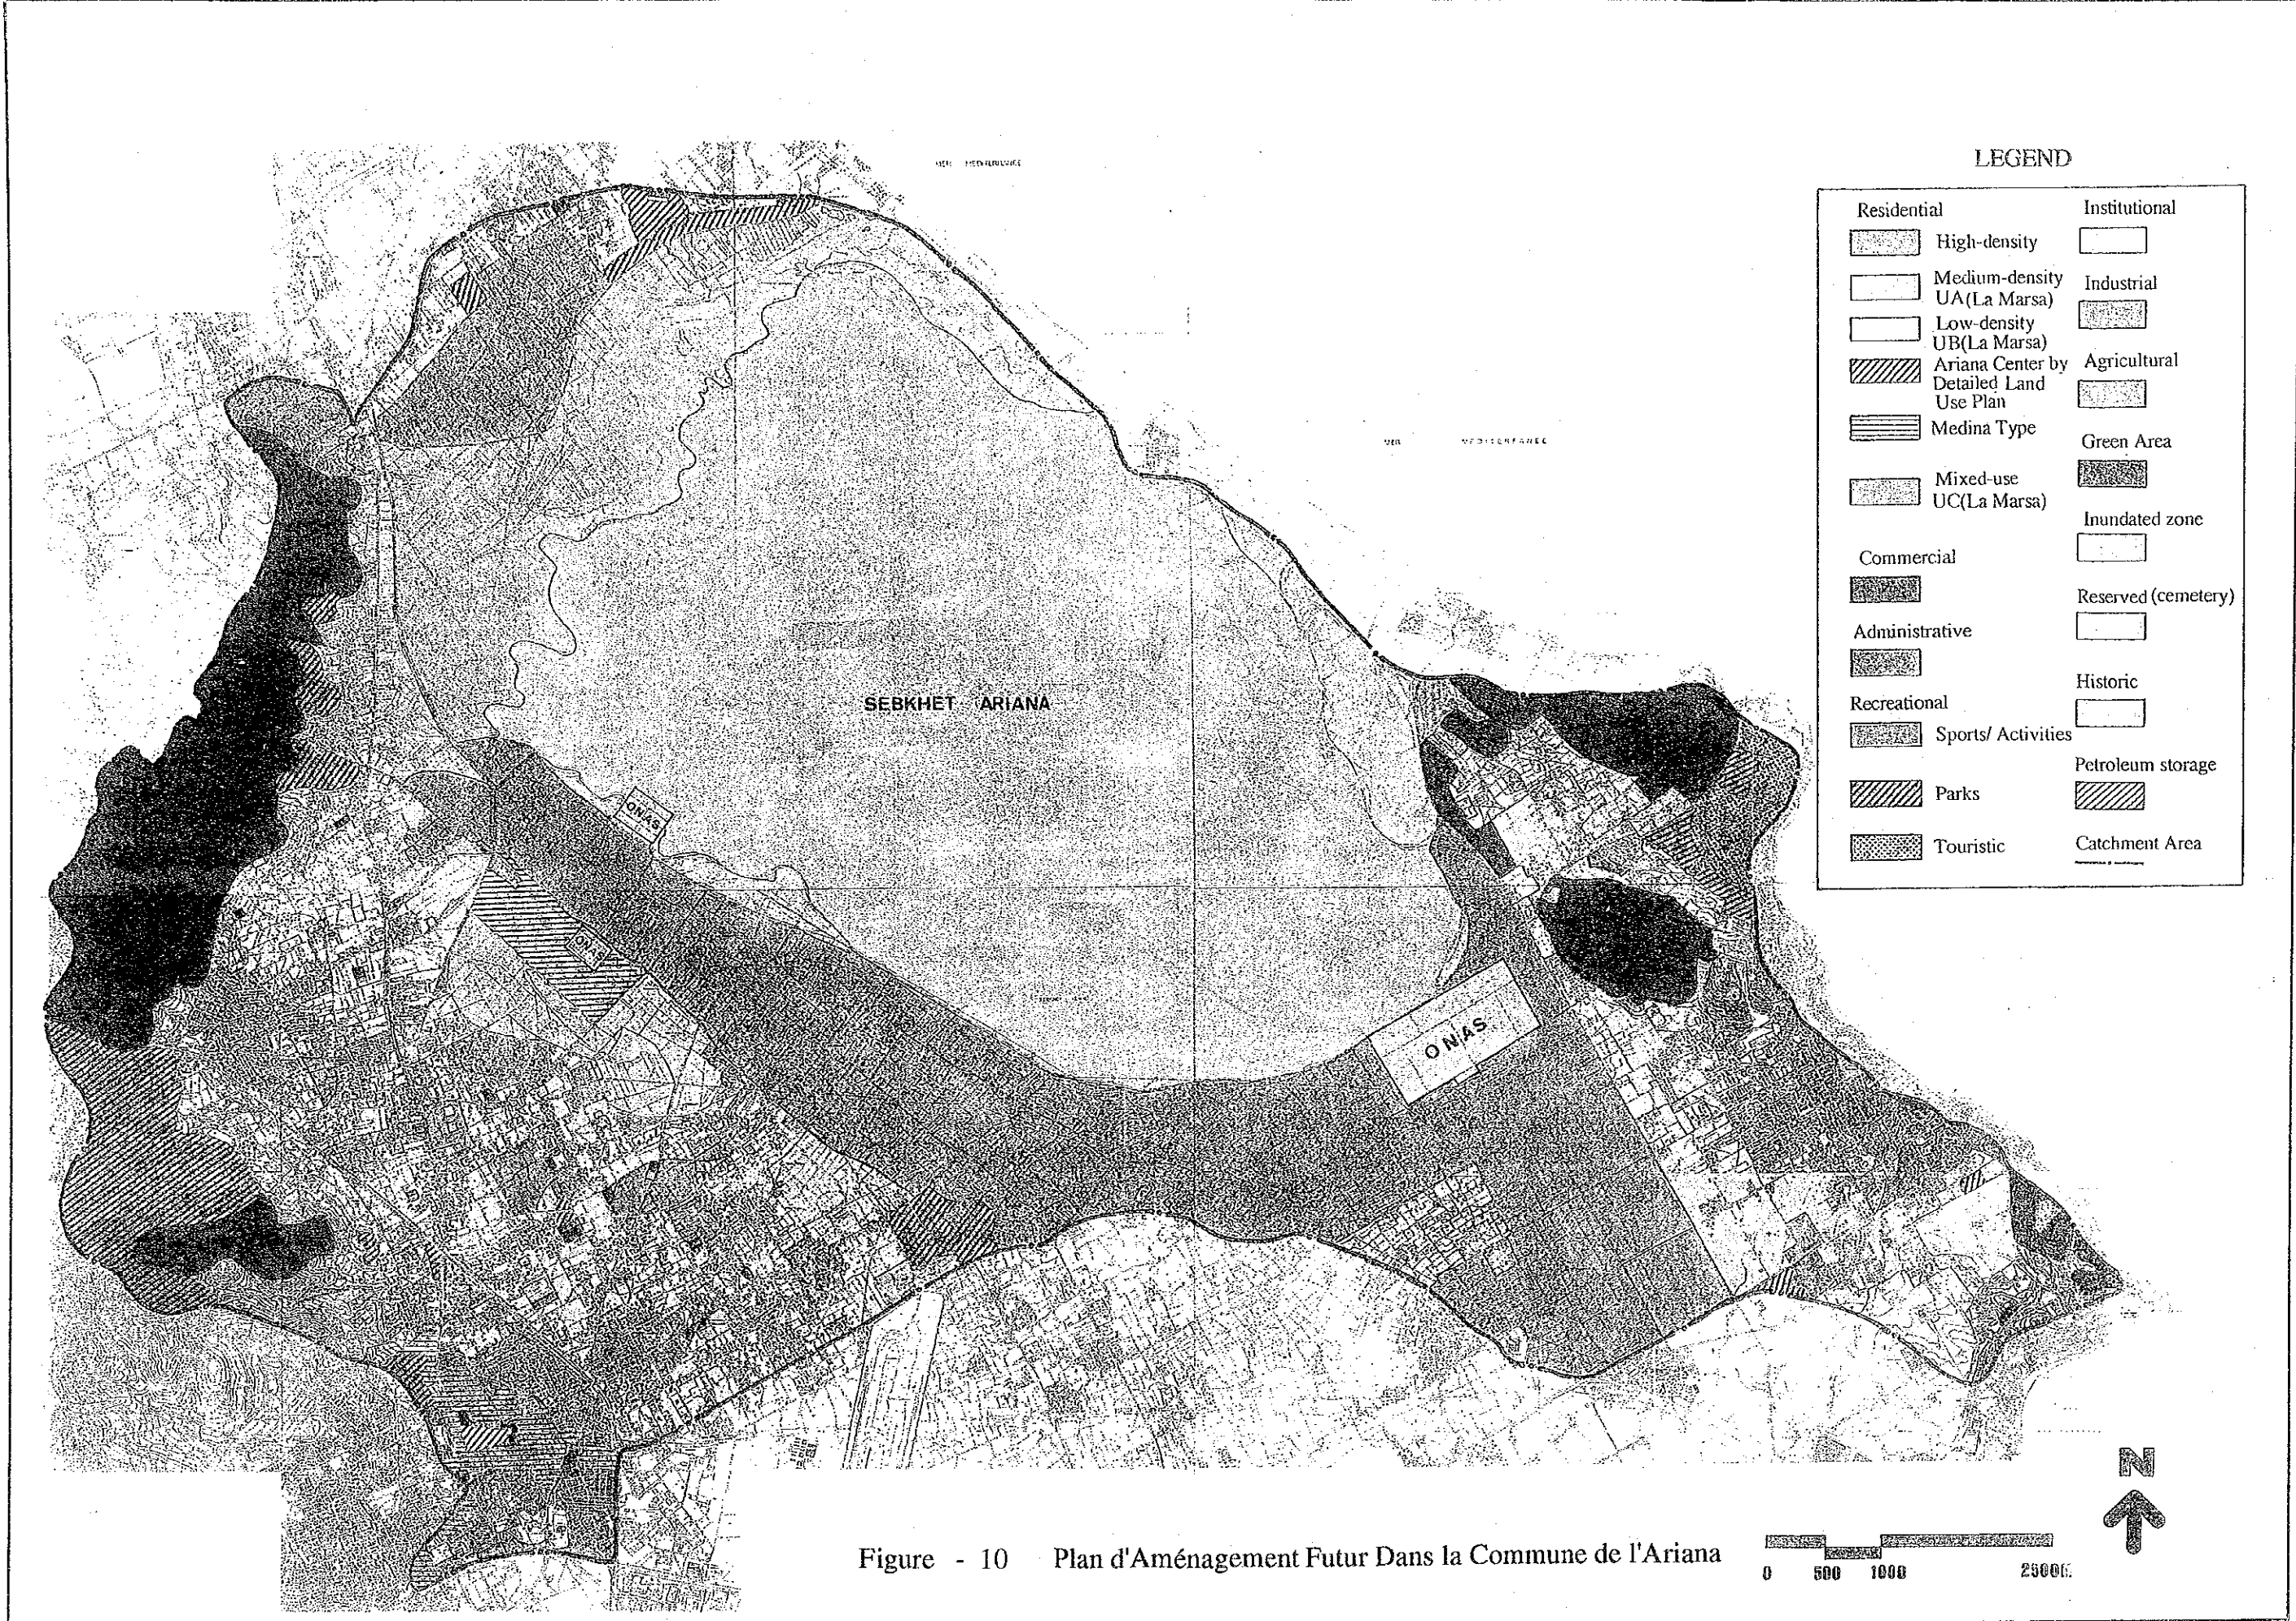 LEGEND
Residential
High-density
Medium-density
UA(La Marsa)
Low-density
UB(La Marsa)
Ariana Center by
Detailed Land
Use Plan
Medina Type
Mixed-use
UC(La Marsa)
Commercial
Administrative
Recreational
Sports/ Activities
Parks
Touristic
Institutional
Industrial
Agricultural
Green Area
Inundated zone
Reserved (cemetery)
Historic
Petroleum storage
Catchment Area
MER MEDITERRANEE
SEBKHET ARIANA
ONAS
ONAS
ONAS
N
Figure - 10 Plan d'Aménagement Futur Dans la Commune de l'Ariana
0 500 1000 2500m